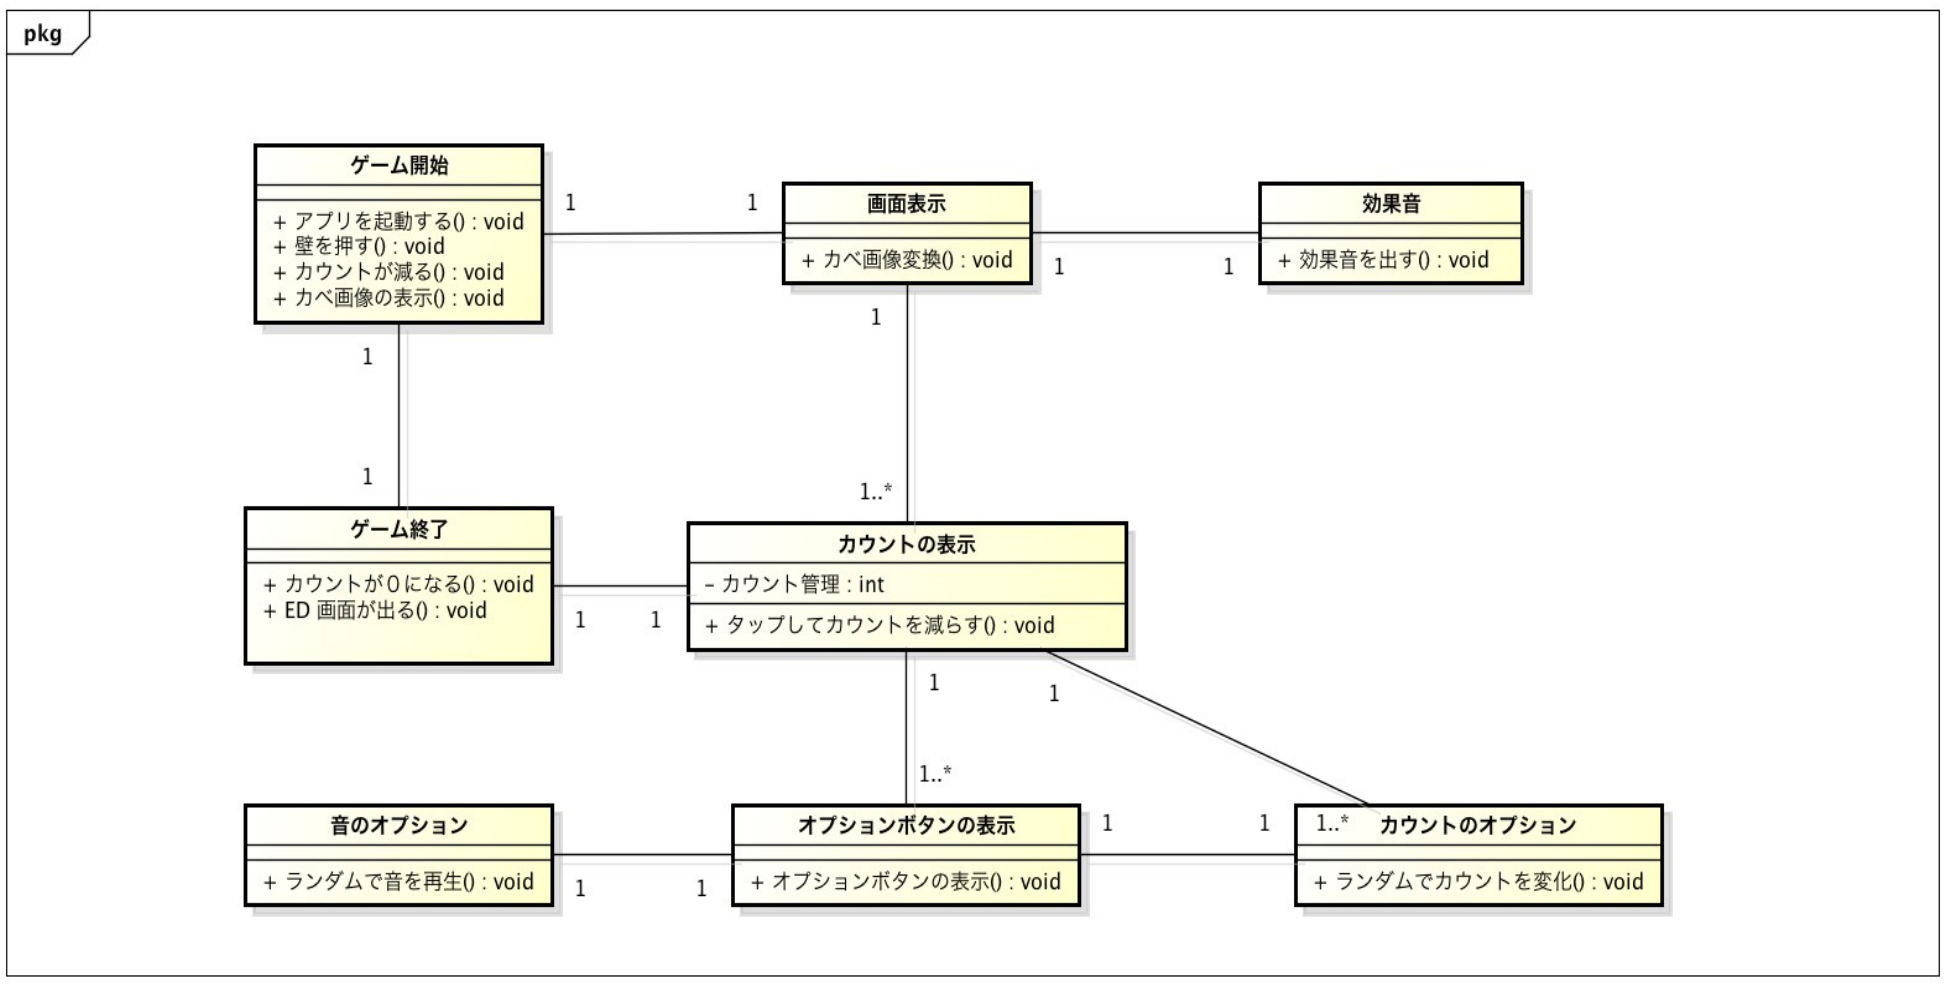 pkg
ゲーム開始
+ アプリを起動する() : void
+ 壁を押す() : void
+ カウントが減る() : void
+ カベ画像の表示() : void
1
1
画面表示
+ カベ画像変換() : void
1
1
効果音
+ 効果音を出す() : void
1
1
1
1..*
ゲーム終了
+ カウントが０になる() : void
+ ED 画面が出る() : void
1
1
カウントの表示
– カウント管理 : int
+ タップしてカウントを減らす() : void
1
1
1..*
音のオプション
+ ランダムで音を再生() : void
1
1
オプションボタンの表示
+ オプションボタンの表示() : void
1
1
1..*
カウントのオプション
+ ランダムでカウントを変化() : void